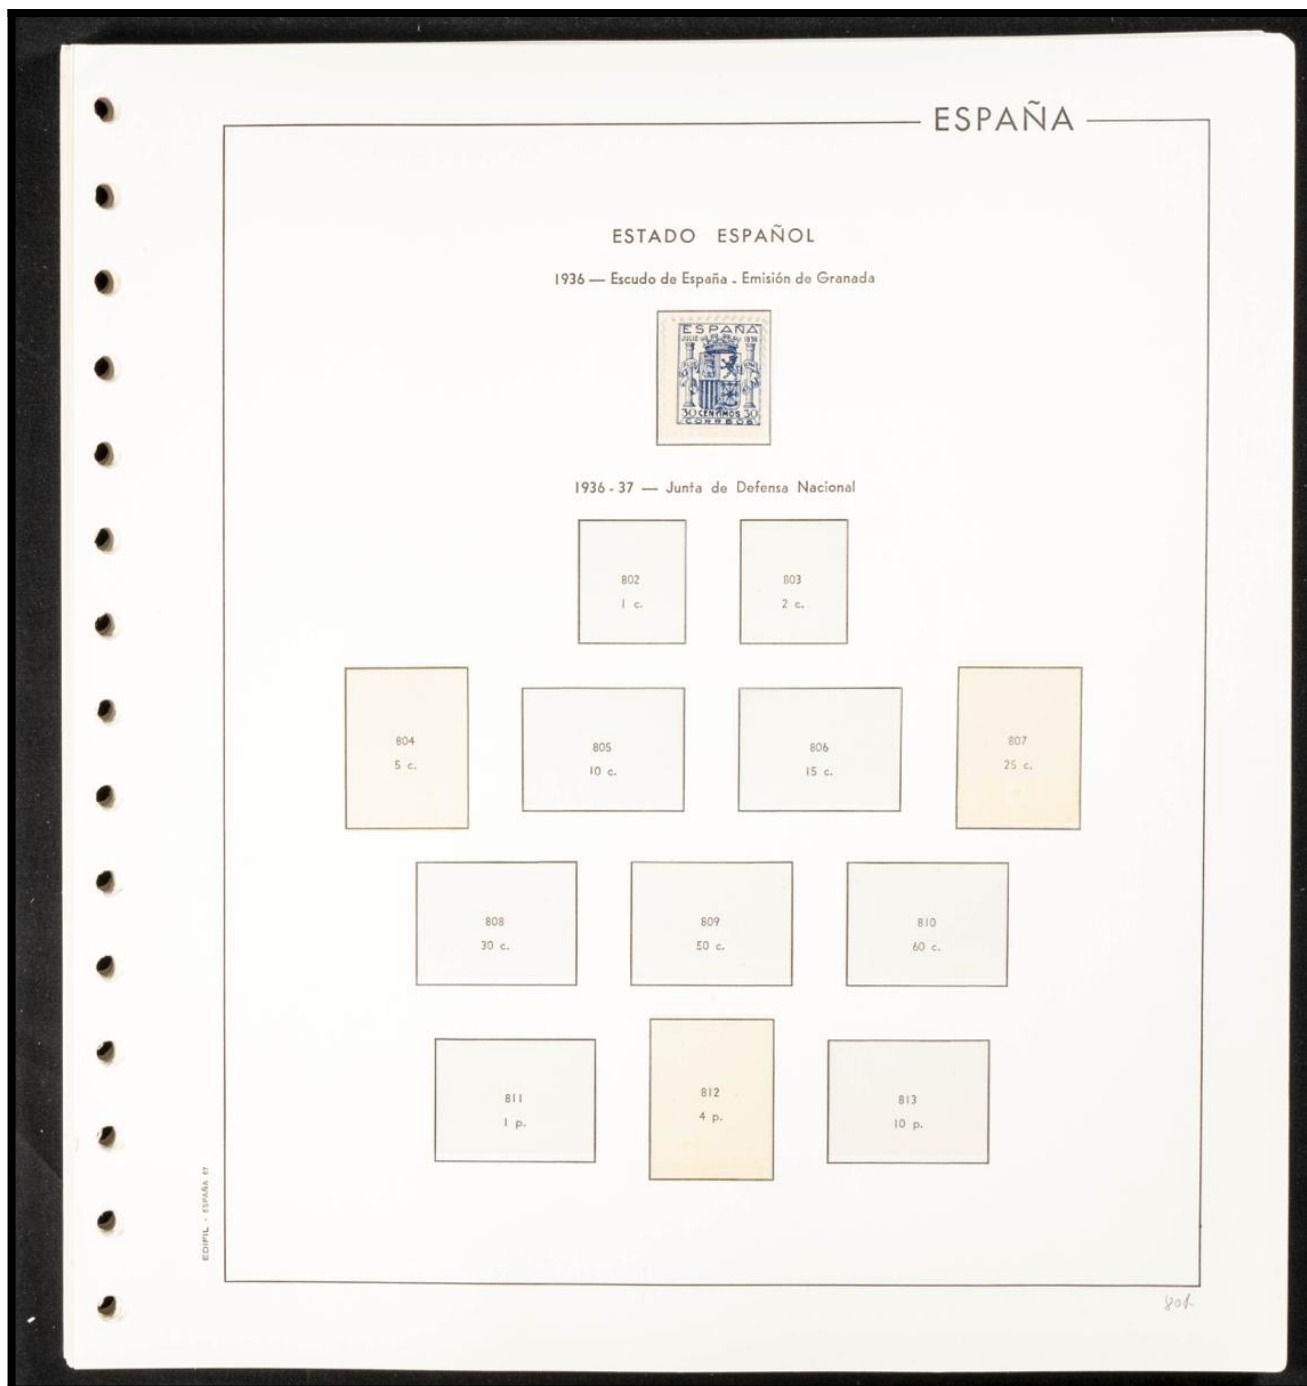 ESPAÑA
ESTADO ESPAÑOL
1936 — Escudo de España - Emisión de Granada
ESPAÑA
JULIO 1936
30 CENTIMOS 30
CORREOS
1936-37 — Junta de Defensa Nacional
802 803
1 c. 2 c.
804 805 806 807
5 c. 10 c. 15 c. 25 c.
808 809 810
30 c. 50 c. 60 c.
811 812 813
1 p. 4 p. 10 p.
EDIFIL - ESPAÑA 67